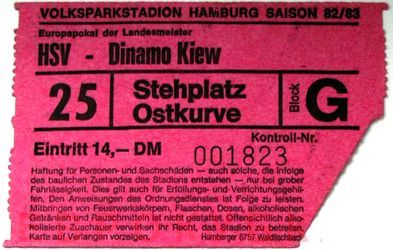 VOLKSPARKSTADION HAMBURG SAISON 82/83
Europapokal der Landesmeister
HSV - Dinamo Kiew
25 Stehplatz Ostkurve Block G
Kontroll-Nr.
Eintritt 14,— DM 001823
Haftung für Personen- und Sachschäden — auch solche, die infolge
des baulichen Zustandes des Stadions entstehen —, nur bei grober
Fahrlässigkeit. Dies gilt auch für Erfüllungs- und Verrichtungsgehil-
fen. Den Anweisungen des Ordnungsdienstes ist Folge zu leisten.
Mitbringen von Feuerwerkskörpern, Flaschen, Dosen, alkoholischen
Getränken und Rauschmitteln ist nicht gestattet. Offensichtlich alko-
holisierte Zuschauer verwirken ihr Recht, das Stadion zu betreten.
Karte auf Verlangen vorzeigen. Hornberger 6757 Waldfischbach